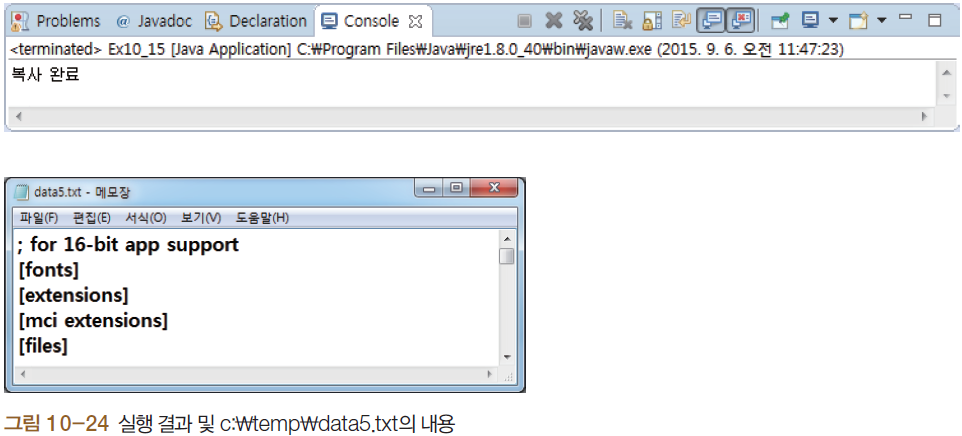 Problems @ Javadoc Declaration Console
<terminated> Ex10_15 [Java Application] C:₩Program Files₩Java₩jre1.8.0_40₩bin₩javaw.exe (2015. 9. 6. 오전 11:47:23)
복사 완료
data5.txt - 메모장
파일(F) 편집(E) 서식(O) 보기(V) 도움말(H)
; for 16-bit app support
[fonts]
[extensions]
[mci extensions]
[files]
그림 10-24 실행 결과 및 c:₩temp₩data5.txt의 내용